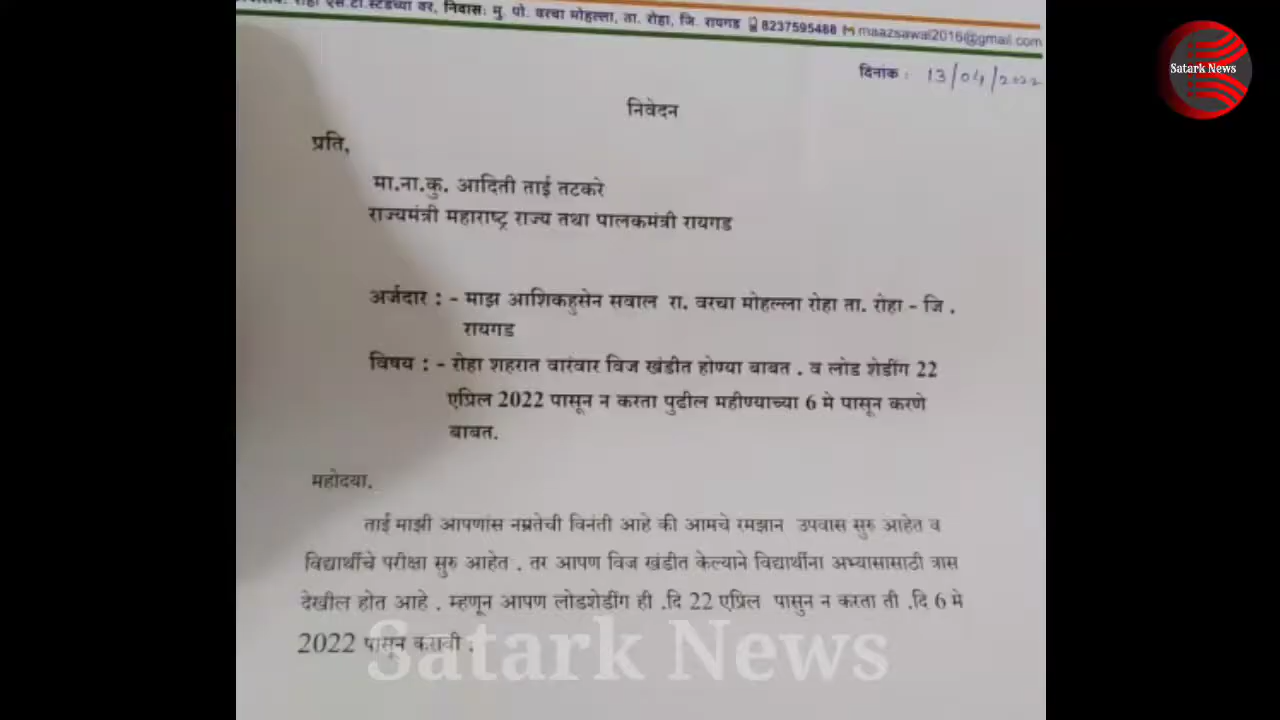 रोहा एस.टी.स्टँडच्या वर, निवास: मु. पो. वरचा मोहल्ला, ता. रोहा, जि. रायगड 8237595488 maazsawal2016@gmail.com
Satark News
दिनांक : 13/04/2022
निवेदन
प्रति,
मा.ना.कु. आदिती ताई तटकरे
राज्यमंत्री महाराष्ट्र राज्य तथा पालकमंत्री रायगड
अर्जदार : - माझ आशिकहुसेन सवाल रा. वरचा मोहल्ला रोहा ता. रोहा - जि .
रायगड
विषय : - रोहा शहरात वारंवार विज खंडीत होण्या बाबत . व लोड शेडींग 22
एप्रिल 2022 पासून न करता पुढील महीण्याच्या 6 मे पासून करणे
बाबत.
महोदया.
ताई माझी आपणांस नम्रतेची विनंती आहे की आमचे रमझान उपवास सुरु आहेत व
विद्यार्थीचे परीक्षा सुरु आहेत . तर आपण विज खंडीत केल्याने विद्यार्थीना अभ्यासासाठी त्रास
देखील होत आहे . म्हणून आपण लोडशेडींग ही .दि 22 एप्रिल पासुन न करता ती .दि 6 मे
2022 पासून करावी .
Satark News